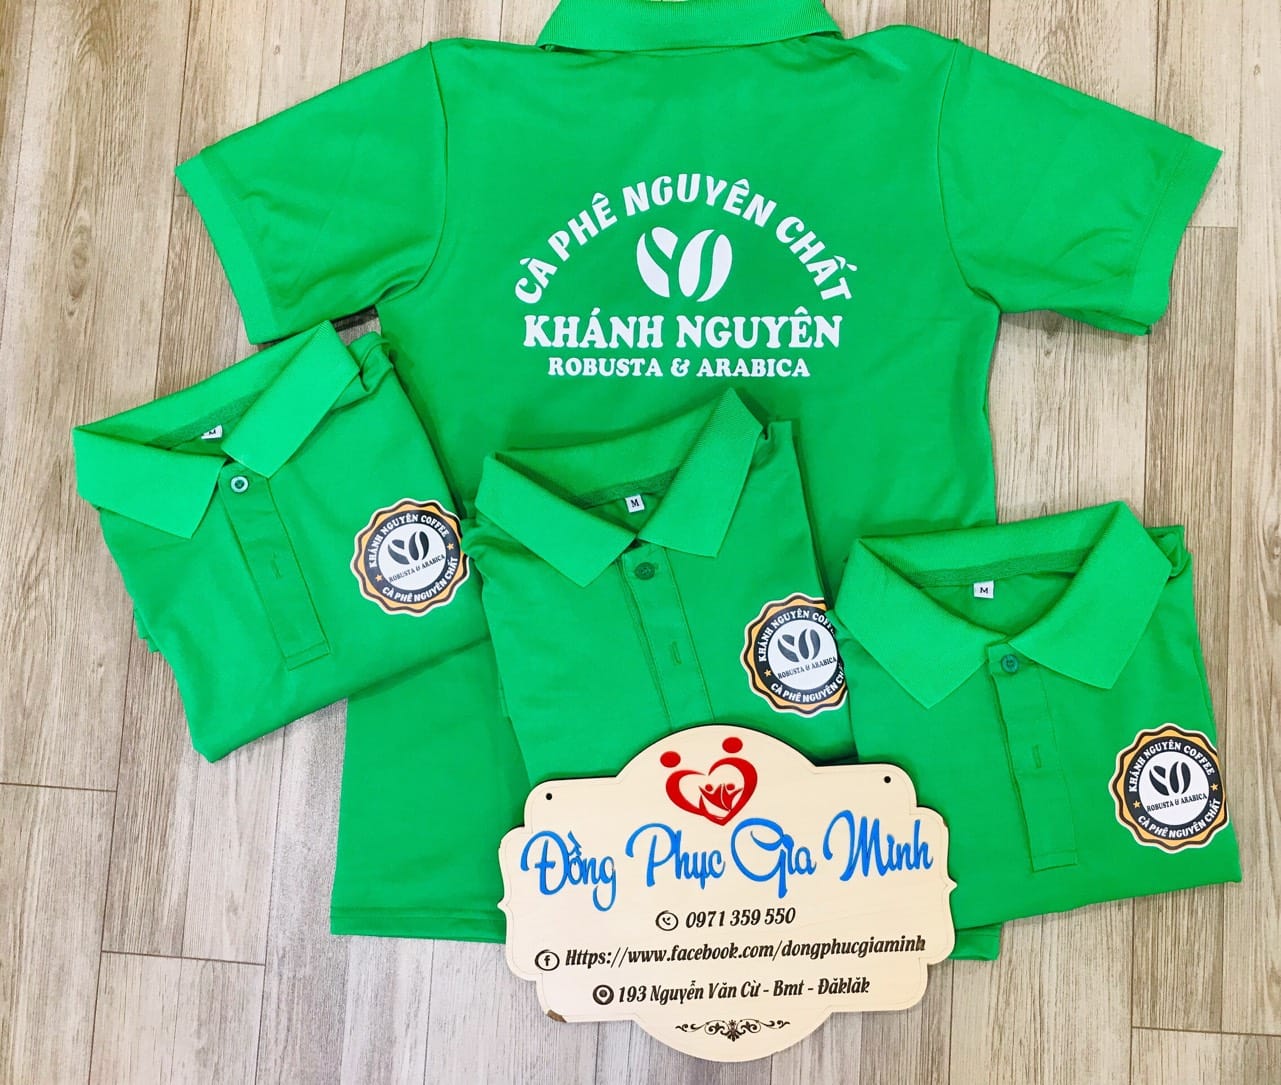 CÀ PHÊ NGUYÊN CHẤT
KHÁNH NGUYÊN
ROBUSTA & ARABICA
M
KHÁNH NGUYÊN COFFEE
ROBUSTA & ARABICA
CÀ PHÊ NGUYÊN CHẤT
M
KHÁNH NGUYÊN COFFEE
ROBUSTA & ARABICA
CÀ PHÊ NGUYÊN CHẤT
M
KHÁNH NGUYÊN COFFEE
ROBUSTA & ARABICA
CÀ PHÊ NGUYÊN CHẤT
Đồng Phục Gia Minh
0971 359 550
Https://www.facebook.com/dongphucgiaminh
193 Nguyễn Văn Cừ - Bmt - Đăklăk